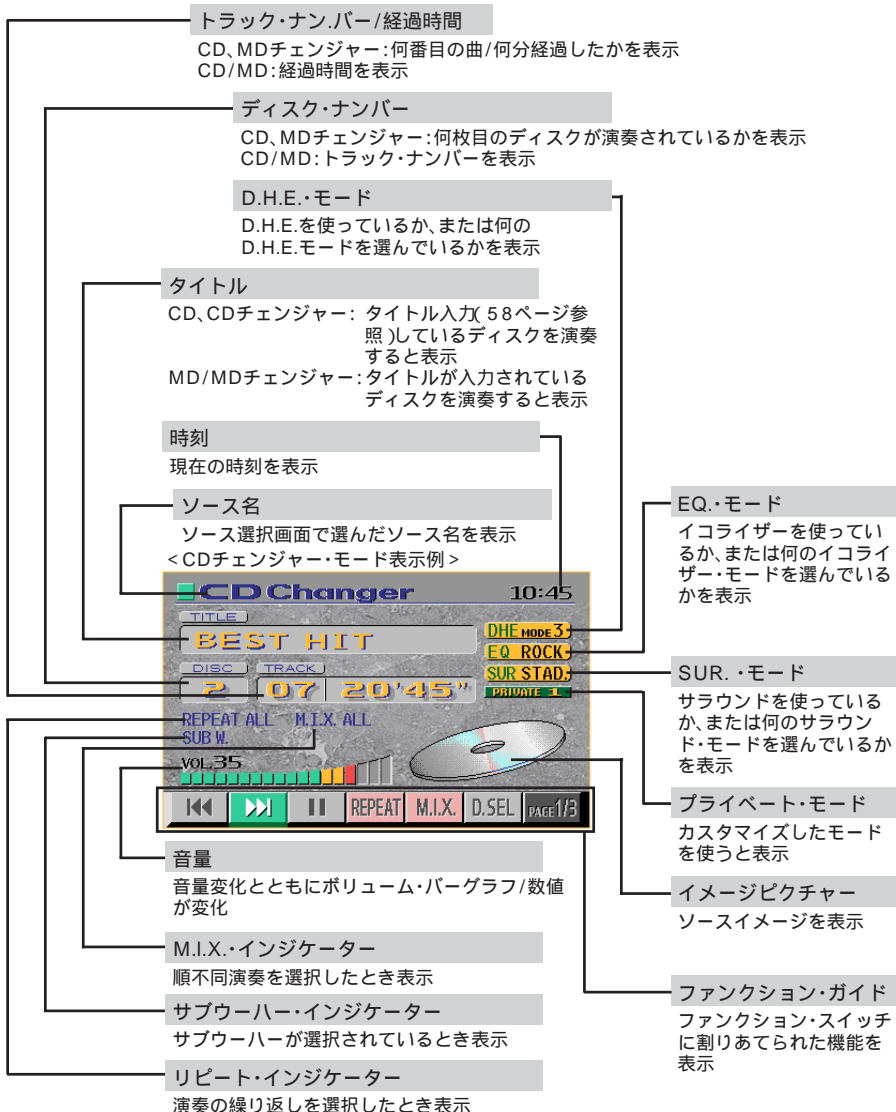 トラック・ナン.バー/経過時間
CD、MDチェンジャー:何番目の曲/何分経過したかを表示
CD/MD:経過時間を表示
ディスク・ナンバー
CD、MDチェンジャー:何枚目のディスクが演奏されているかを表示
CD/MD:トラック・ナンバーを表示
D.H.E.・モード
D.H.E.を使っているか、または何の
D.H.E.モードを選んでいるかを表示
タイトル
CD、CDチェンジャー: タイトル入力(58ページ参
照)しているディスクを演奏
すると表示
MD/MDチェンジャー:タイトルが入力されている
ディスクを演奏すると表示
時刻
現在の時刻を表示
ソース名
ソース選択画面で選んだソース名を表示
<CDチェンジャー・モード表示例>
CD Changer 10:45
TITLE
BEST HIT
DISC TRACK
2 07 20'45"
DHE MODE 3
EQ ROCK
SUR STAD.
PRIVATE 1
REPEAT ALL M.I.X. ALL
SUB W.
VOL.35
REPEAT M.I.X. D.SEL PAGE1/3
音量
音量変化とともにボリューム・バーグラフ/数値
が変化
M.I.X.・インジケーター
順不同演奏を選択したとき表示
サブウーハー・インジケーター
サブウーハーが選択されているとき表示
リピート・インジケーター
演奏の繰り返しを選択したとき表示
EQ.・モード
イコライザーを使ってい
るか、または何のイコライ
ザー・モードを選んでいる
かを表示
SUR. ・モード
サラウンドを使っている
か、または何のサラウン
ド・モードを選んでいるか
を表示
プライベート・モード
カスタマイズしたモード
を使うと表示
イメージピクチャー
ソースイメージを表示
ファンクション・ガイド
ファンクション・スイッチ
に割りあてられた機能を
表示